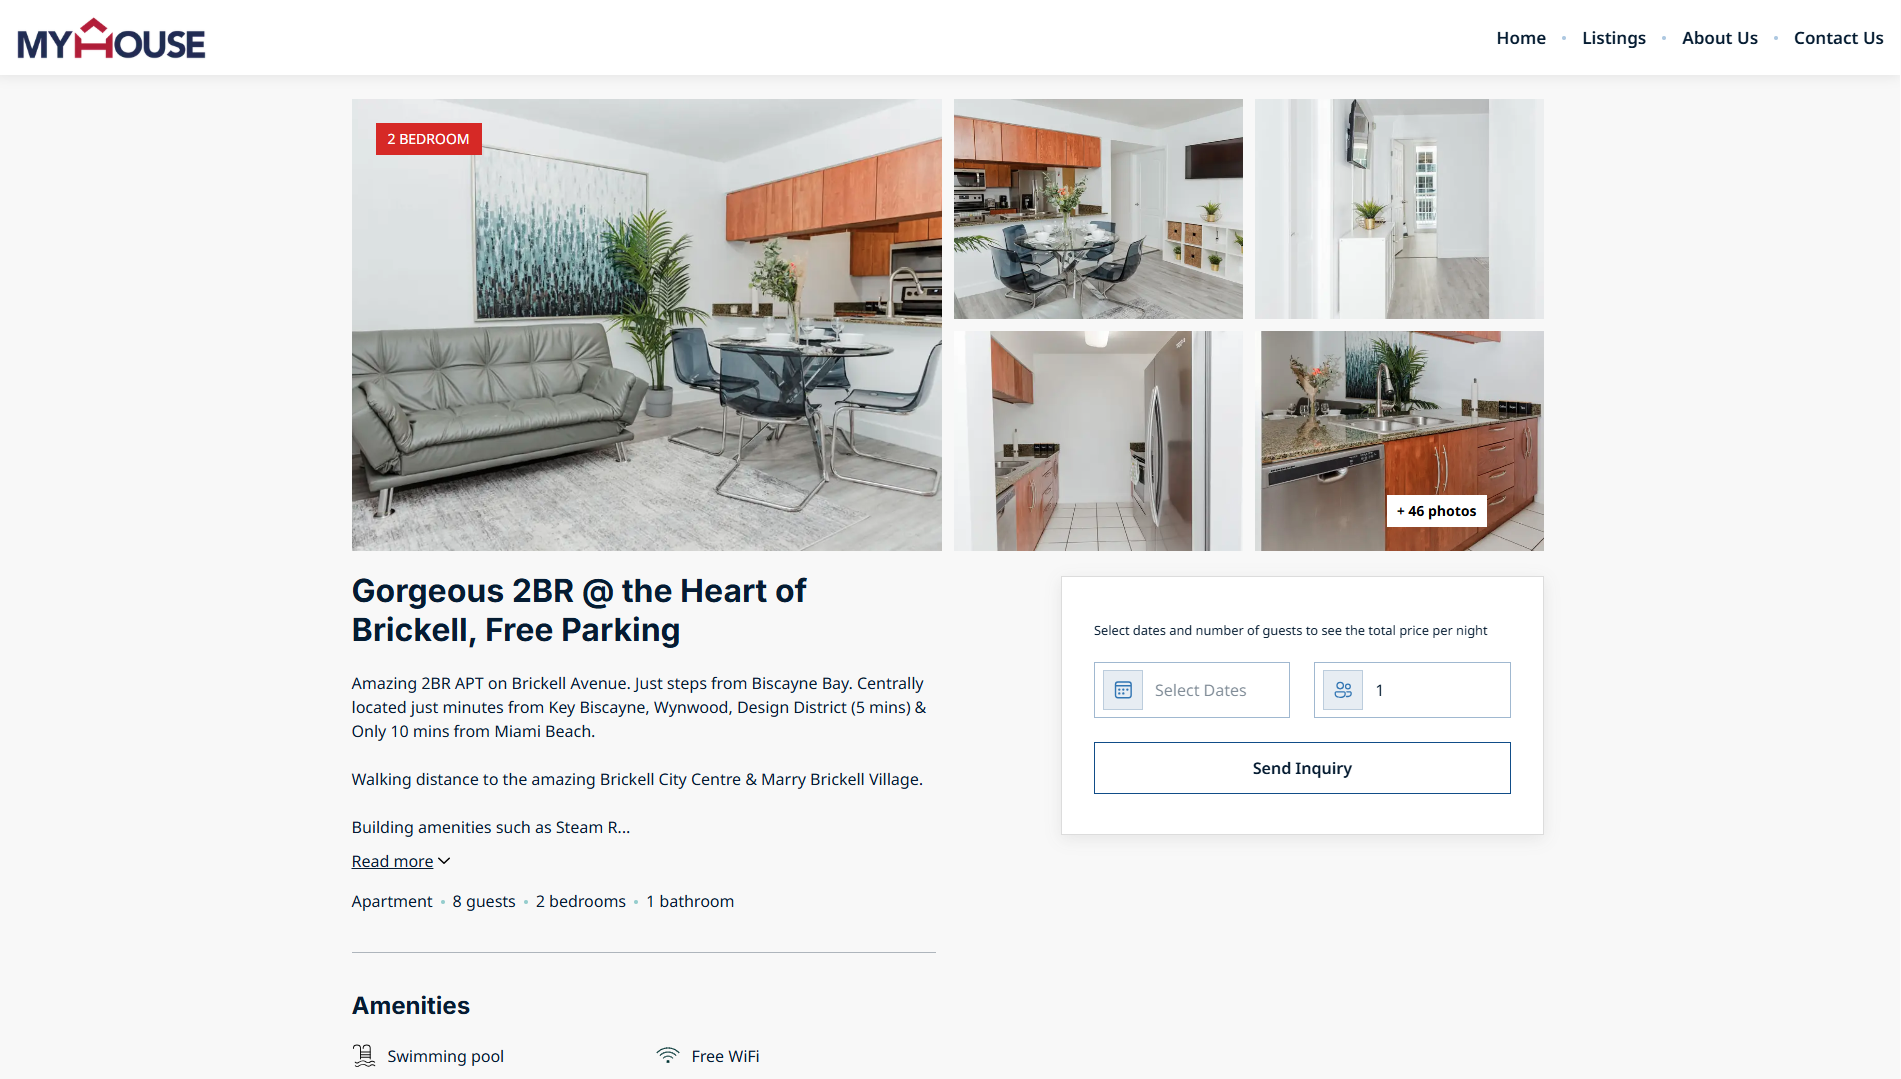 MYHOUSE
Home • Listings • About Us • Contact Us
2 BEDROOM
+ 46 photos
Gorgeous 2BR @ the Heart of
Brickell, Free Parking
Amazing 2BR APT on Brickell Avenue. Just steps from Biscayne Bay. Centrally
located just minutes from Key Biscayne, Wynwood, Design District (5 mins) &
Only 10 mins from Miami Beach.
Walking distance to the amazing Brickell City Centre & Marry Brickell Village.
Building amenities such as Steam R...
Read more
Apartment • 8 guests • 2 bedrooms • 1 bathroom
Select dates and number of guests to see the total price per night
Select Dates
1
Send Inquiry
Amenities
Swimming pool
Free WiFi